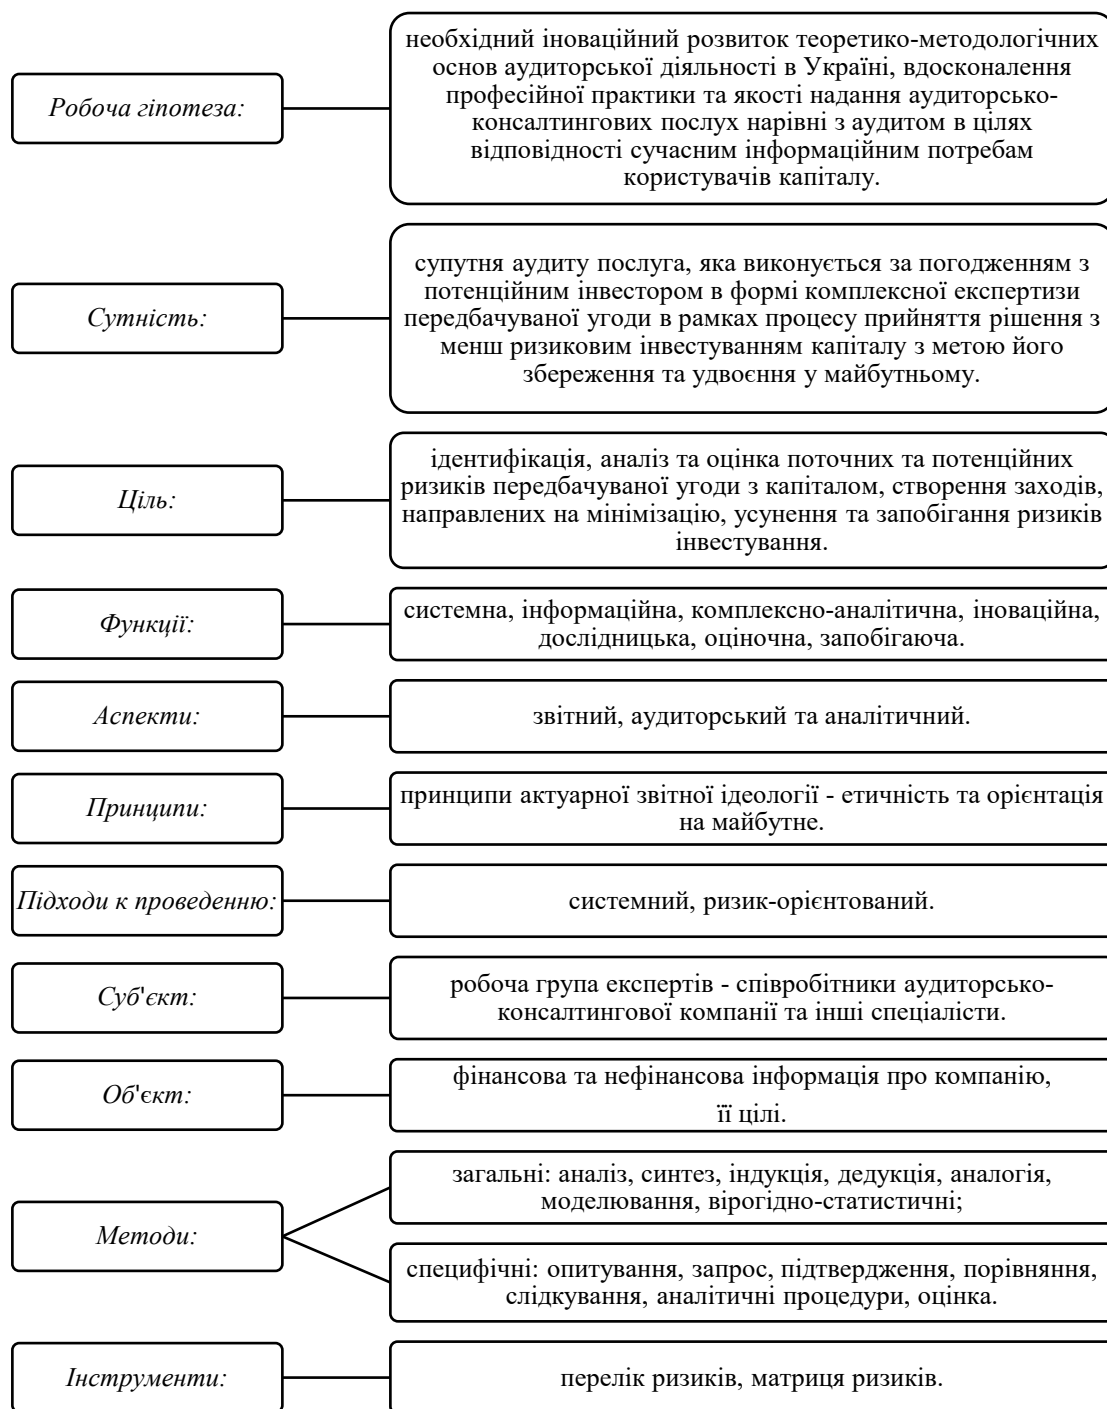 Робоча гіпотеза:
необхідний іноваційний розвиток теоретико-методологічних
основ аудиторської діяльності в Україні, вдосконалення
професійної практики та якості надання аудиторсько-
консалтингових послуг нарівні з аудитом в цілях
відповідності сучасним інформаційним потребам
користувачів капіталу.
Сутність:
супутня аудиту послуга, яка виконується за погодженням з
потенційним інвестором в формі комплексної експертизи
передбачуваної угоди в рамках процесу прийняття рішення з
менш ризиковим інвестуванням капіталу з метою його
збереження та удвоєння у майбутньому.
Ціль:
ідентифікація, аналіз та оцінка поточних та потенційних
ризиків передбачуваної угоди з капіталом, створення заходів,
направлених на мінімізацію, усунення та запобігання ризиків
інвестування.
Функції:
системна, інформаційна, комплексно-аналітична, іноваційна,
дослідницька, оціночна, запобігаюча.
Аспекти:
звітний, аудиторський та аналітичний.
Принципи:
принципи актуарної звітної ідеології - етичність та орієнтація
на майбутнє.
Підходи к проведенню:
системний, ризик-орієнтований.
Суб'єкт:
робоча група експертів - співробітники аудиторсько-
консалтингової компанії та інші спеціалісти.
Об'єкт:
фінансова та нефінансова інформація про компанію,
її цілі.
Методи:
загальні: аналіз, синтез, індукція, дедукція, аналогія,
моделювання, вірогідно-статистичні;
специфічні: опитування, запрос, підтвердження, порівняння,
слідкування, аналітичні процедури, оцінка.
Інструменти:
перелік ризиків, матриця ризиків.